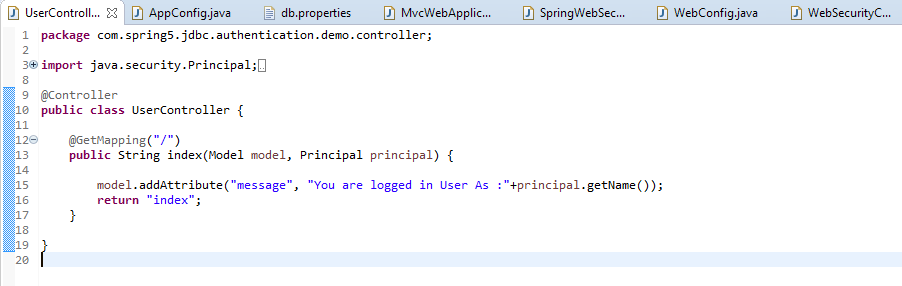 UserControll... AppConfig.java db.properties MvcWebApplic... SpringWebSec... WebConfig.java WebSecurityC...
1 package com.spring5.jdbc.authentication.demo.controller;
2
3 import java.security.Principal;
8
9 @Controller
10 public class UserController {
11
12 @GetMapping("/")
13 public String index(Model model, Principal principal) {
14
15 model.addAttribute("message", "You are logged in User As :"+principal.getName());
16 return "index";
17 }
18
19 }
20